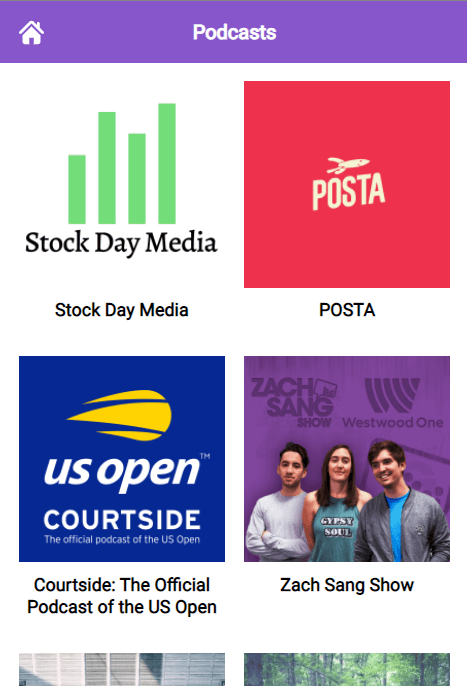 Podcasts
Stock Day Media
POSTA
Stock Day Media
POSTA
us open™
COURTSIDE
The official podcast of the US Open
ZACH
SANG
SHOW
Westwood One
GYPSY
SOUL
Courtside: The Official
Podcast of the US Open
Zach Sang Show